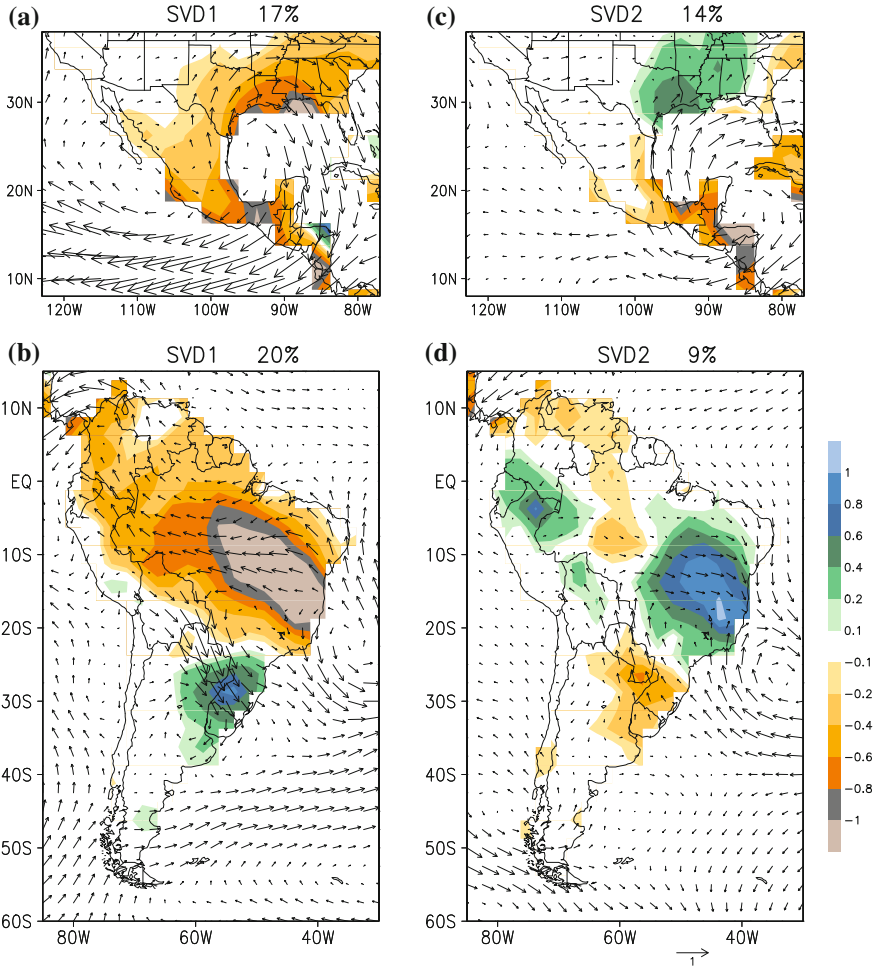 (a) SVD1 17%
30N
20N
10N
120W 110W 100W 90W 80W
(c) SVD2 14%
30N
20N
10N
120W 110W 100W 90W 80W
(b) SVD1 20%
10N
EQ
10S
20S
30S
40S
50S
60S
80W 60W 40W
(d) SVD2 9%
10N
EQ
10S
20S
30S
40S
50S
60S
80W 60W 40W
1
1
0.8
0.6
0.4
0.2
0.1
−0.1
−0.2
−0.4
−0.6
−0.8
−1